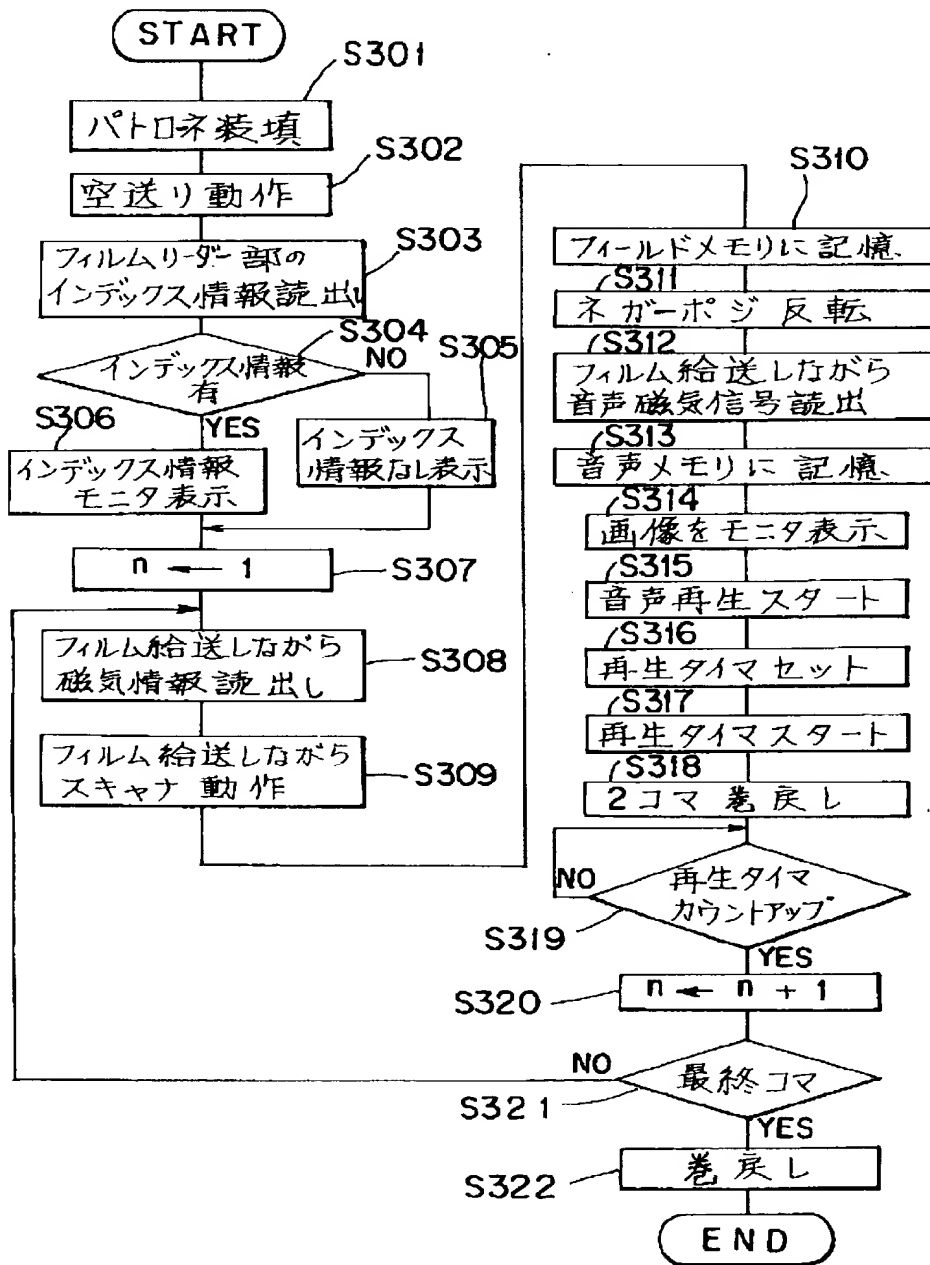 START
S301
パトロネ装填
S302
空送り動作
S303
フィルムリーダー部の
インデックス情報読出し
S304
インデックス情報
有
NO
YES
S305
インデックス
情報なし表示
S306
インデックス情報
モニタ表示
n ← 1
S307
フィルム給送しながら
磁気情報読出し
S308
フィルム給送しながら
スキャナ動作
S309
S310
フィールドメモリに記憶
S311
ネガーポジ反転
S312
フィルム給送しながら
音声磁気信号読出
S313
音声メモリに記憶
S314
画像をモニタ表示
S315
音声再生スタート
S316
再生タイマセット
S317
再生タイマスタート
S318
2コマ巻戻し
NO
再生タイマ
カウントアップ
S319
YES
n ← n + 1
S320
NO
最終コマ
S321
YES
巻戻し
S322
END